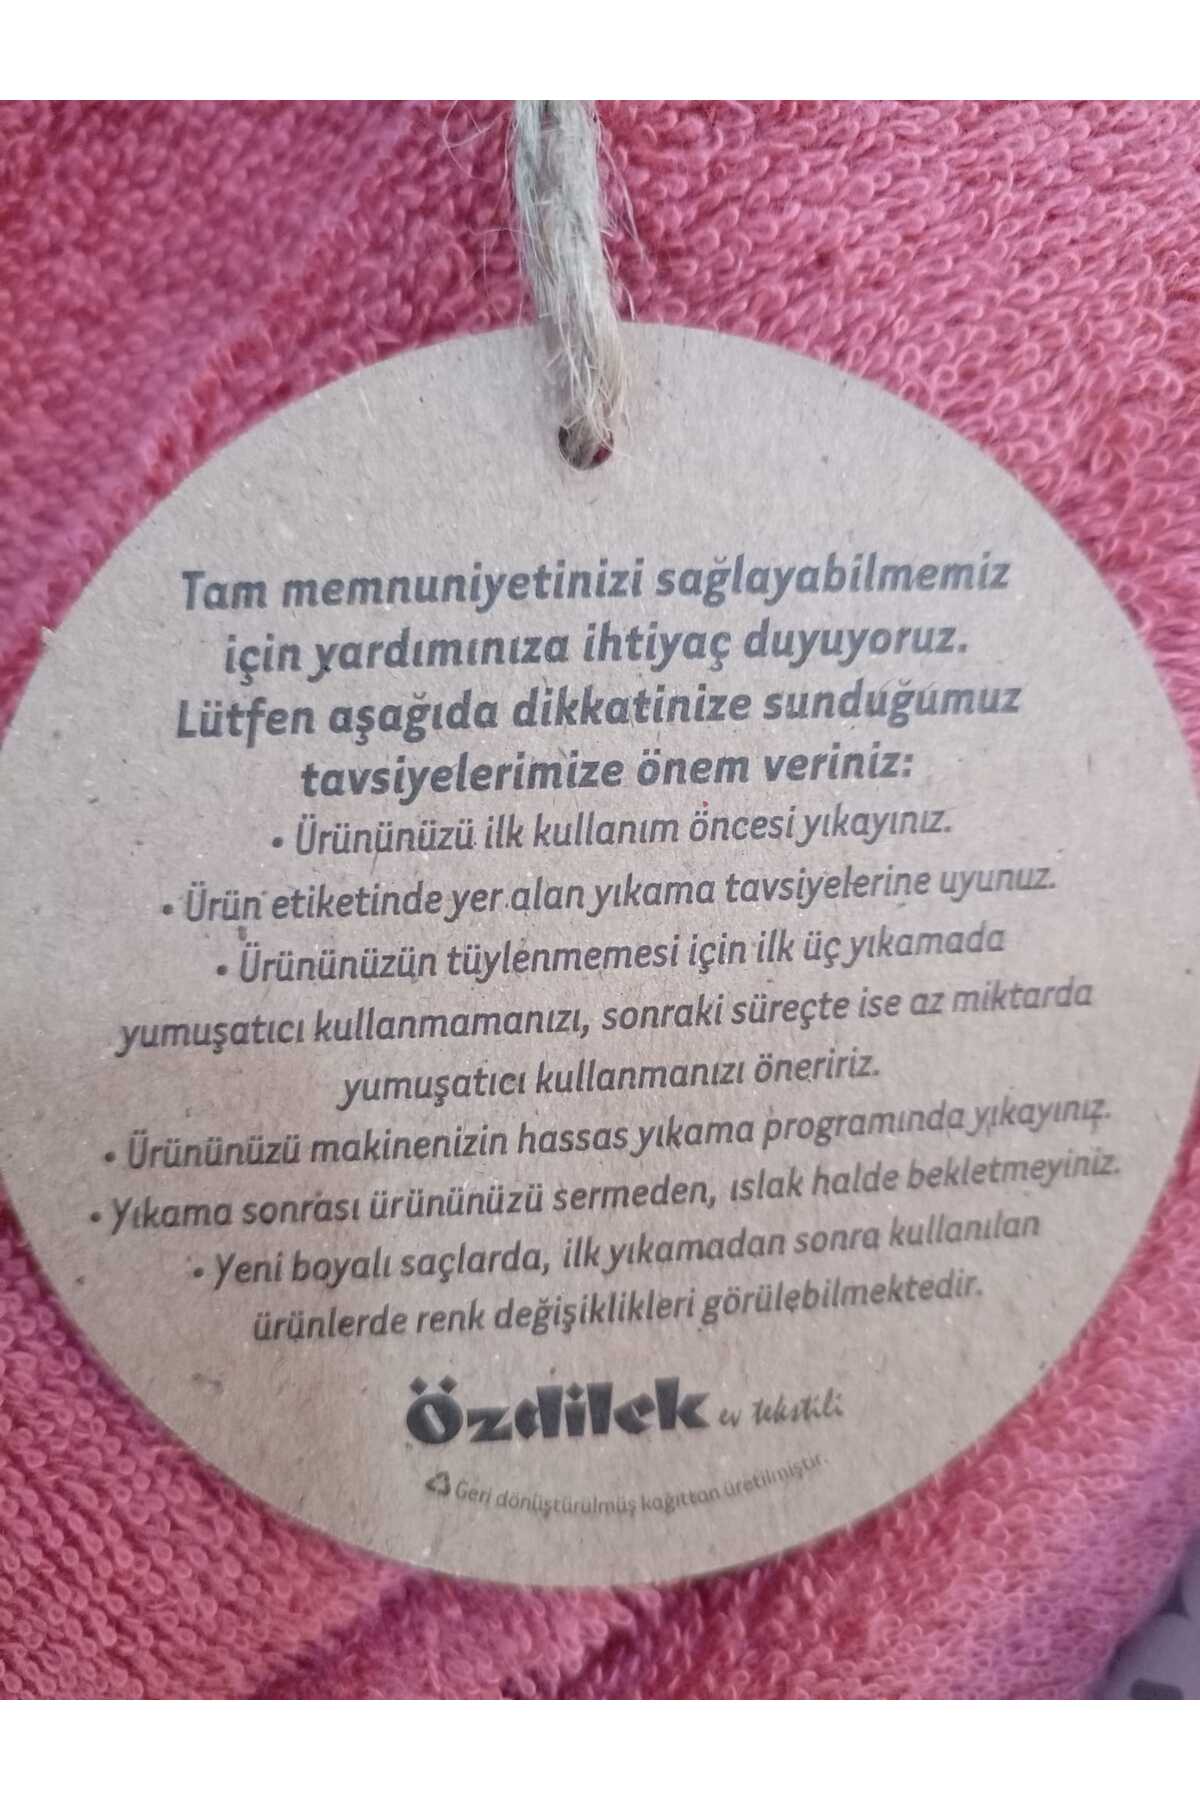 Tam memnuniyetinizi sağlayabilmemiz
için yardımınıza ihtiyaç duyuyoruz.
Lütfen aşağıda dikkatinize sunduğumuz
tavsiyelerimize önem veriniz:
• Ürününüzü ilk kullanım öncesi yıkayınız.
• Ürün etiketinde yer alan yıkama tavsiyelerine uyunuz.
• Ürününüzün tüylenmemesi için ilk üç yıkamada
yumuşatıcı kullanmamanızı, sonraki süreçte ise az miktarda
yumuşatıcı kullanmanızı öneririz.
• Ürününüzü makinenizin hassas yıkama programında yıkayınız.
• Yıkama sonrası ürününüzü sermeden, ıslak halde bekletmeyiniz.
• Yeni boyalı saçlarda, ilk yıkamadan sonra kullanılan
ürünlerde renk değişiklikleri görülebilmektedir.
Özdilek ev tekstili
Geri dönüştürülmüş kağıttan üretilmiştir.